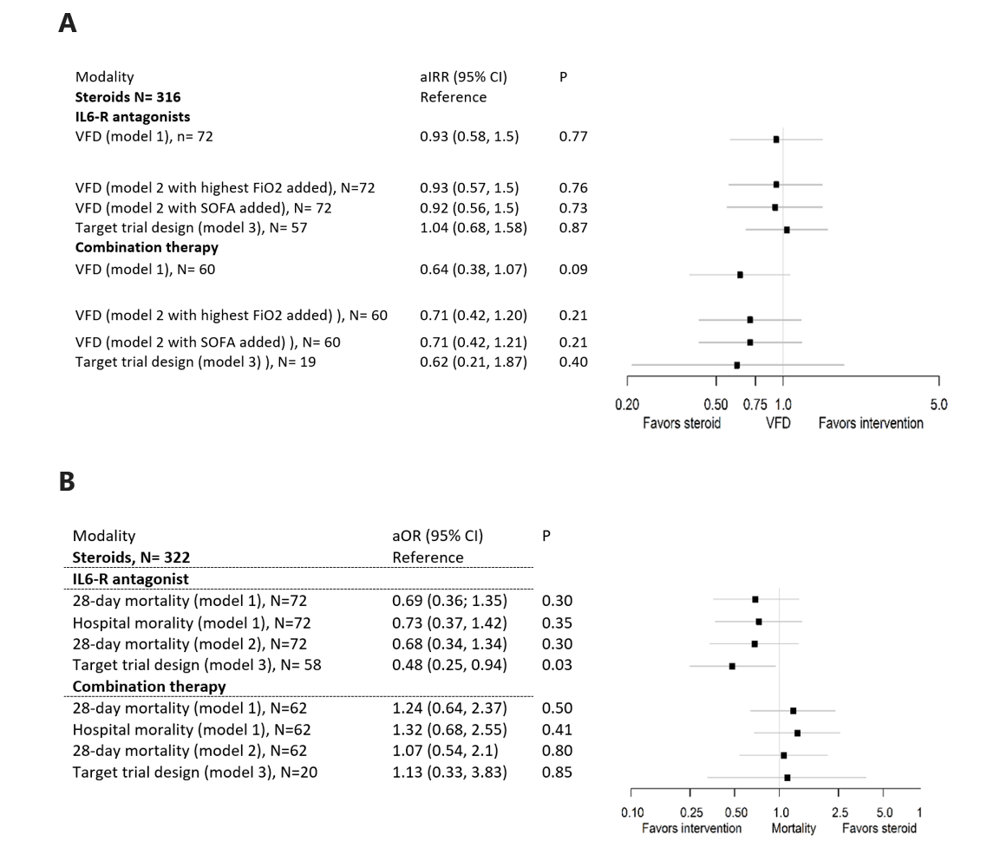 A
Modality aIRR (95% CI) P
Steroids N= 316 Reference
IL6-R antagonists
VFD (model 1), n= 72 0.93 (0.58, 1.5) 0.77
VFD (model 2 with highest FiO2 added), N=72 0.93 (0.57, 1.5) 0.76
VFD (model 2 with SOFA added), N= 72 0.92 (0.56, 1.5) 0.73
Target trial design (model 3), N= 57 1.04 (0.68, 1.58) 0.87
Combination therapy
VFD (model 1), N= 60 0.64 (0.38, 1.07) 0.09
VFD (model 2 with highest FiO2 added) ), N= 60 0.71 (0.42, 1.20) 0.21
VFD (model 2 with SOFA added) ), N= 60 0.71 (0.42, 1.21) 0.21
Target trial design (model 3) ), N= 19 0.62 (0.21, 1.87) 0.40
0.20 0.50 0.75 1.0 5.0
Favors steroid VFD Favors intervention
B
Modality aOR (95% CI) P
Steroids, N= 322 Reference
IL6-R antagonist
28-day mortality (model 1), N=72 0.69 (0.36; 1.35) 0.30
Hospital morality (model 1), N=72 0.73 (0.37, 1.42) 0.35
28-day mortality (model 2), N=72 0.68 (0.34, 1.34) 0.30
Target trial design (model 3), N= 58 0.48 (0.25, 0.94) 0.03
Combination therapy
28-day mortality (model 1), N=62 1.24 (0.64, 2.37) 0.50
Hospital morality (model 1), N=62 1.32 (0.68, 2.55) 0.41
28-day mortality (model 2), N=62 1.07 (0.54, 2.1) 0.80
Target trial design (model 3), N=20 1.13 (0.33, 3.83) 0.85
0.10 0.25 0.50 1.0 2.5 5.0 1
Favors intervention Mortality Favors steroid